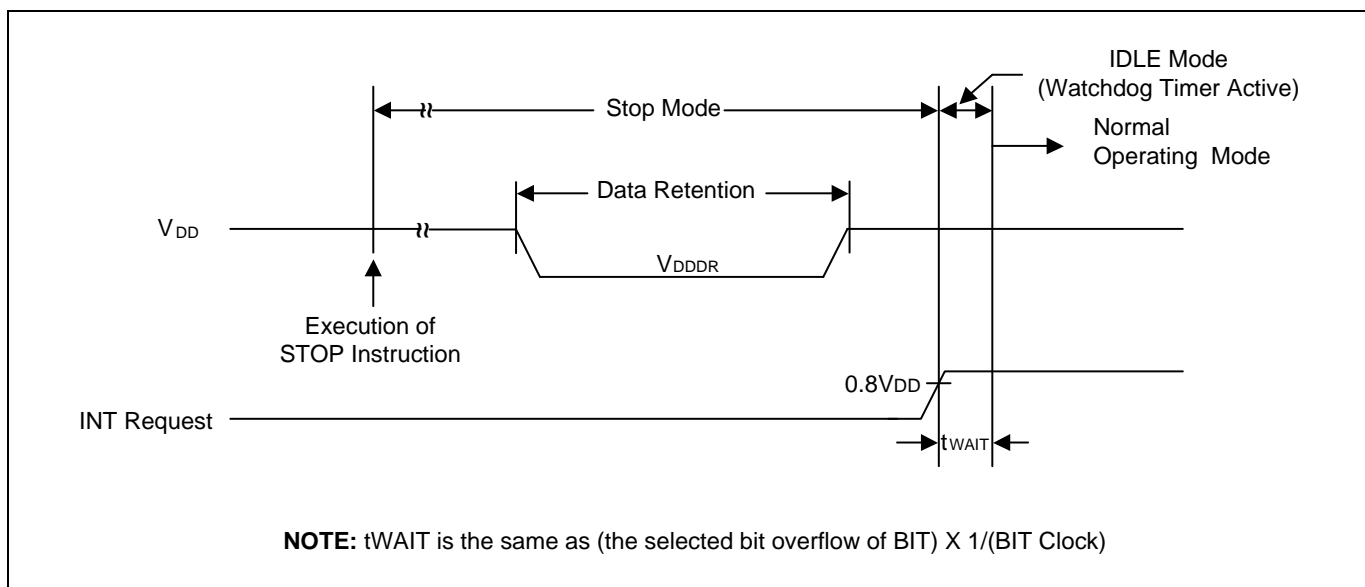 IDLE Mode
(Watchdog Timer Active)
Stop Mode
Normal
Operating Mode
Data Retention
VDD
VDDDR
Execution of
STOP Instruction
0.8VDD
INT Request
tWAIT
NOTE: tWAIT is the same as (the selected bit overflow of BIT) X 1/(BIT Clock)